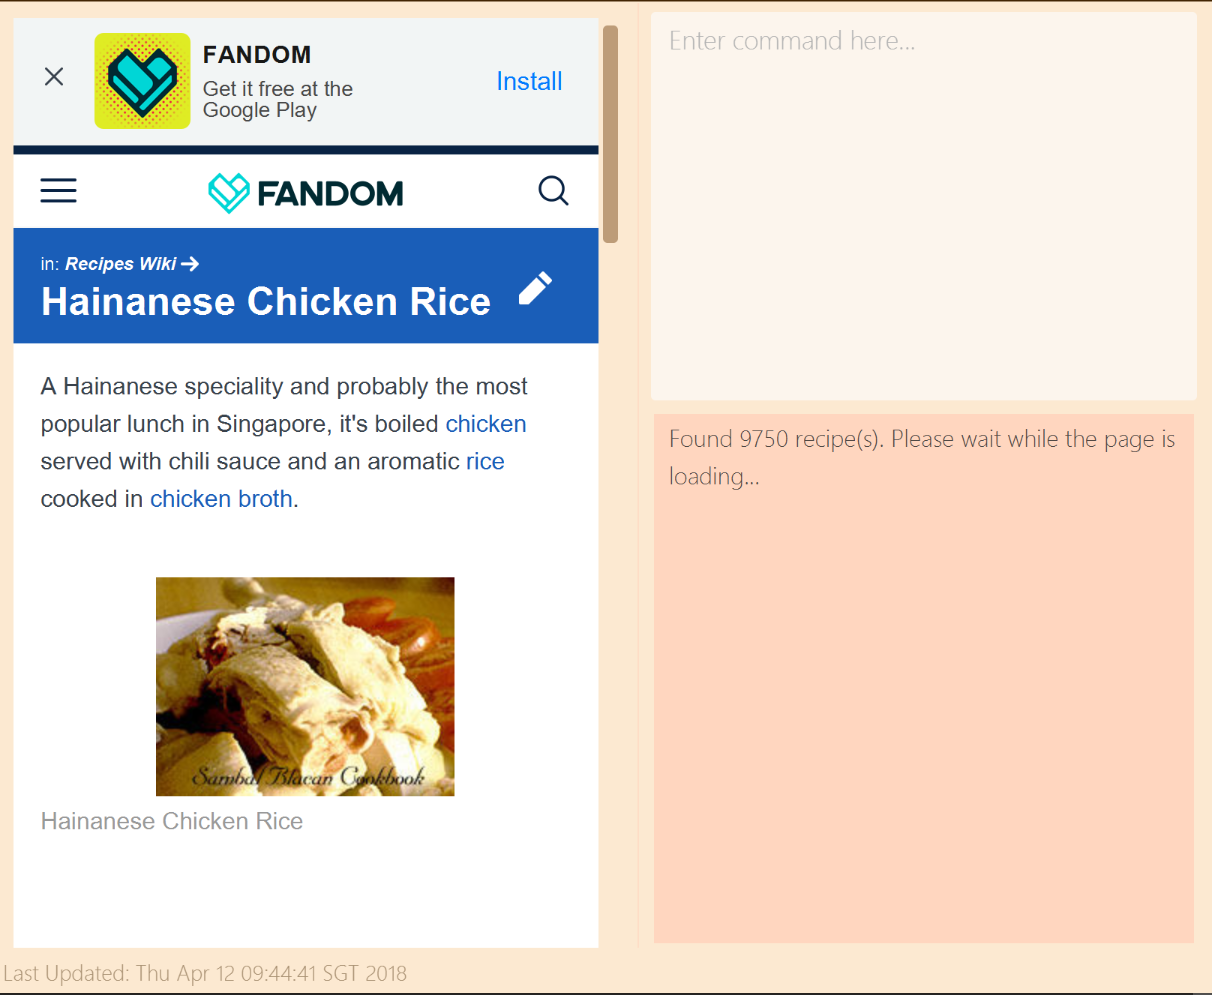 FANDOM
Get it free at the
Google Play
Install
FANDOM
in: Recipes Wiki
Hainanese Chicken Rice
A Hainanese speciality and probably the most
popular lunch in Singapore, it's boiled chicken
served with chili sauce and an aromatic rice
cooked in chicken broth.
Sambal Blacan Cookbook
Hainanese Chicken Rice
Enter command here...
Found 9750 recipe(s). Please wait while the page is
loading...
Last Updated: Thu Apr 12 09:44:41 SGT 2018